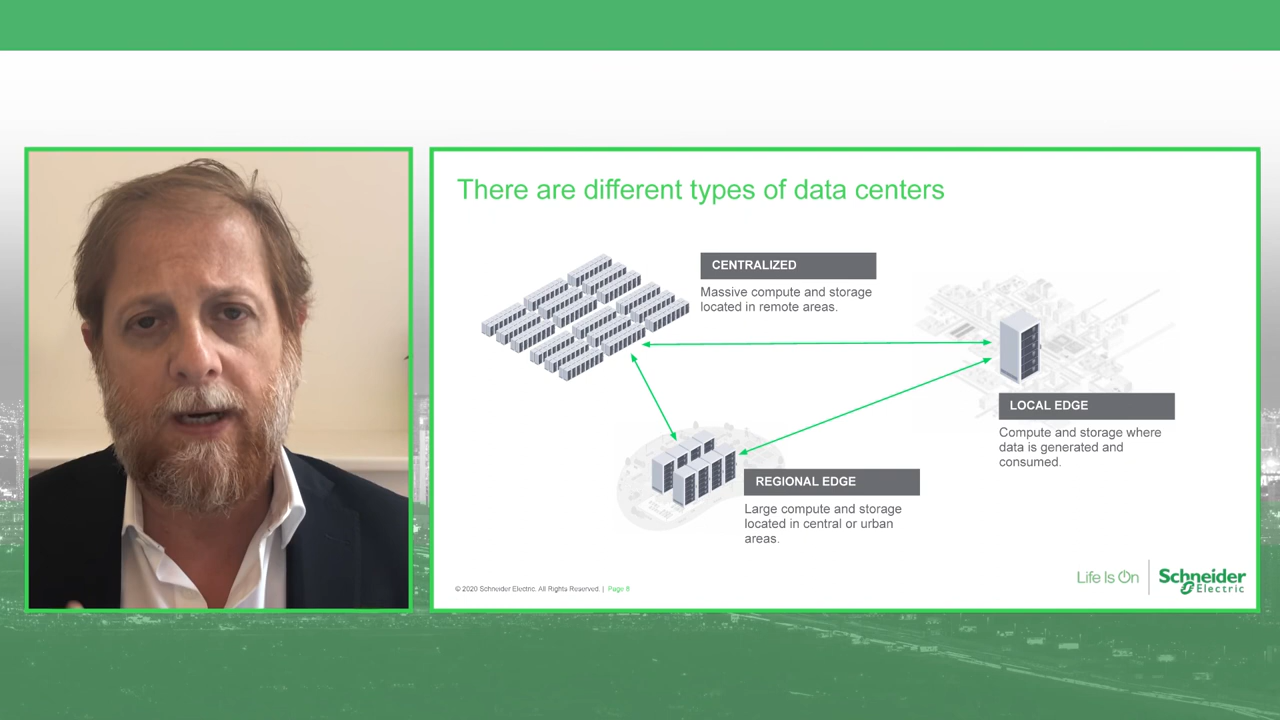 There are different types of data centers
CENTRALIZED
Massive compute and storage
located in remote areas.
LOCAL EDGE
Compute and storage where
data is generated and
consumed.
REGIONAL EDGE
Large compute and storage
located in central or urban
areas.
© 2020 Schneider Electric. All Rights Reserved. | Page 8
Life Is On
Schneider
Electric